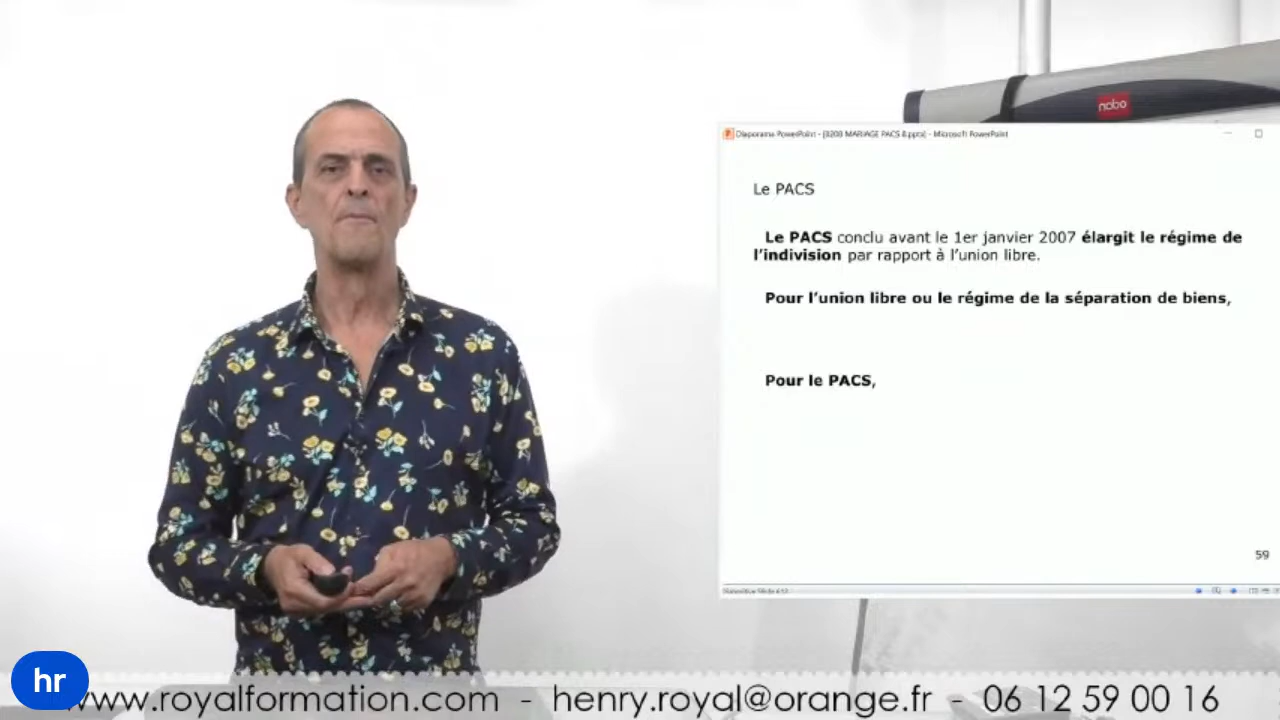 nobo
Diaporama PowerPoint - [0208 MARIAGE PACS 8.pptx] - Microsoft PowerPoint
Le PACS
Le PACS conclu avant le 1er janvier 2007 élargit le régime de
l'indivision par rapport à l'union libre.
Pour l'union libre ou le régime de la séparation de biens,
Pour le PACS,
59
hr
www.royalformation.com - henry.royal@orange.fr - 06 12 59 00 16